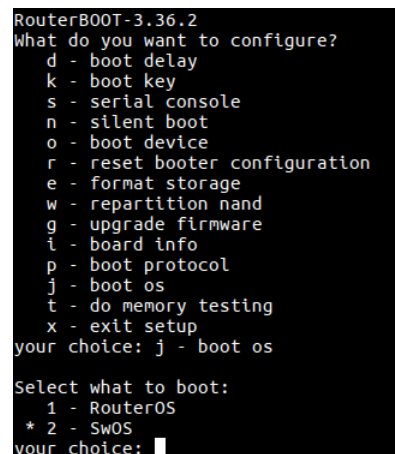 RouterBOOT-3.36.2
What do you want to configure?
   d - boot delay
   k - boot key
   s - serial console
   n - silent boot
   o - boot device
   r - reset booter configuration
   e - format storage
   w - repartition nand
   g - upgrade firmware
   i - board info
   p - boot protocol
   j - boot os
   t - do memory testing
   x - exit setup
your choice: j - boot os

Select what to boot:
   1 - RouterOS
 * 2 - SwOS
your choice: